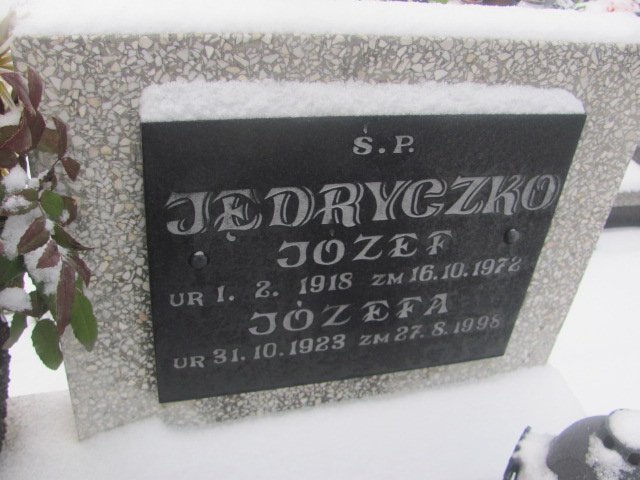 Ś.P.
JĘDRYCZKO
JÓZEF
UR 1. 2. 1918 ZM 16.10.1972
JÓZEFA
UR 31.10.1923 ZM 27.8.1998